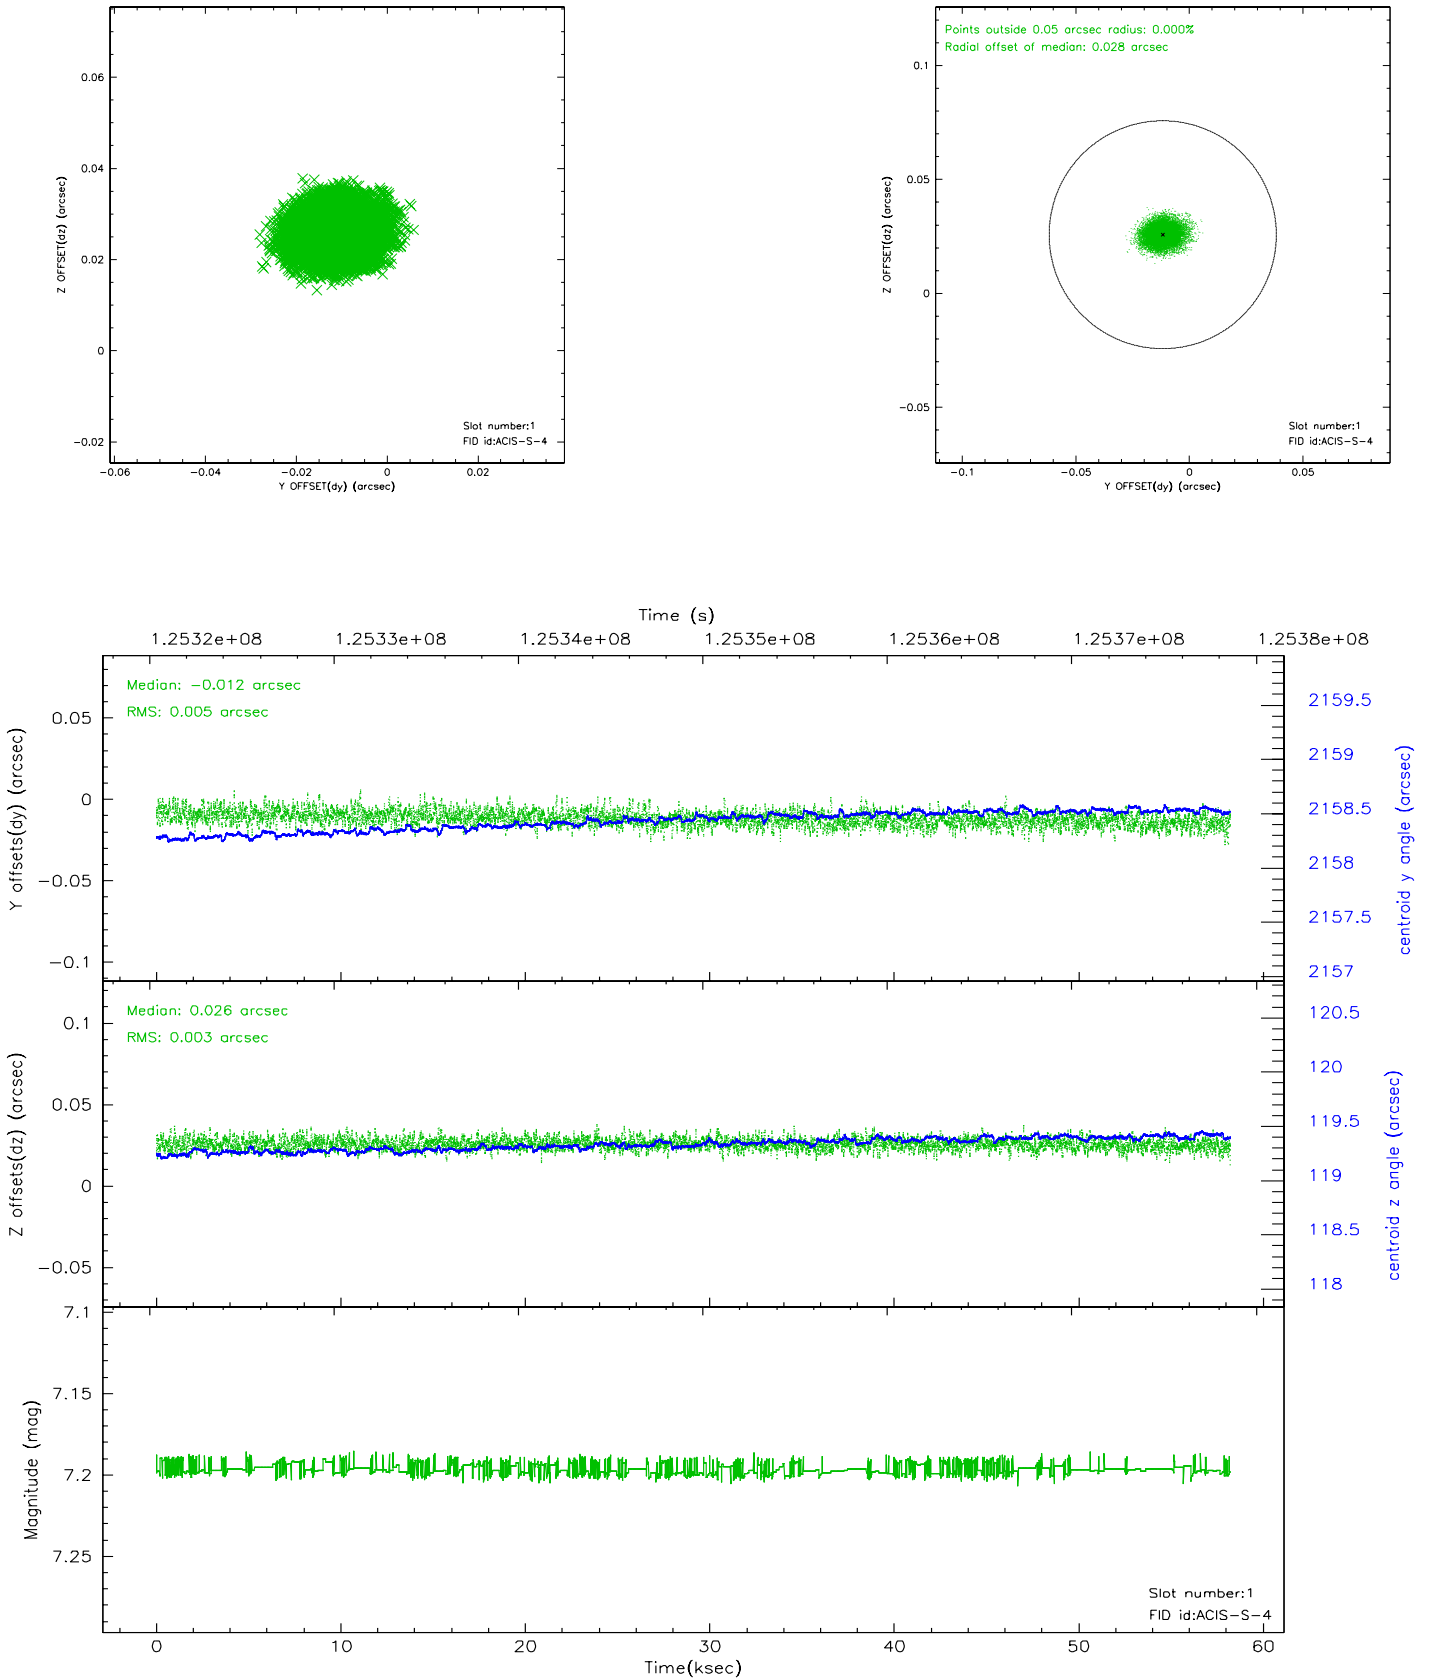 0.06
0.04
0.02
0
−0.02
Z OFFSET(dz) (arcsec)
Slot number:1
FID id:ACIS−S−4
−0.06 −0.04 −0.02 0 0.02
Y OFFSET(dy) (arcsec)
Points outside 0.05 arcsec radius: 0.000%
Radial offset of median: 0.028 arcsec
0.1
0.05
0
−0.05
Z OFFSET(dz) (arcsec)
Slot number:1
FID id:ACIS−S−4
−0.1 −0.05 0 0.05
Y OFFSET(dy) (arcsec)
Time (s)
1.2532e+08 1.2533e+08 1.2534e+08 1.2535e+08 1.2536e+08 1.2537e+08 1.2538e+08
Median: −0.012 arcsec
RMS: 0.005 arcsec
0.05
0
−0.05
−0.1
Y offsets(dy) (arcsec)
2159.5
2159
2158.5
2158
2157.5
2157
centroid y angle (arcsec)
Median: 0.026 arcsec
RMS: 0.003 arcsec
0.1
0.05
0
−0.05
Z offsets(dz) (arcsec)
120.5
120
119.5
119
118.5
118
centroid z angle (arcsec)
7.1
7.15
7.2
7.25
Magnitude (mag)
Slot number:1
FID id:ACIS−S−4
0 10 20 30 40 50 60
Time(ksec)